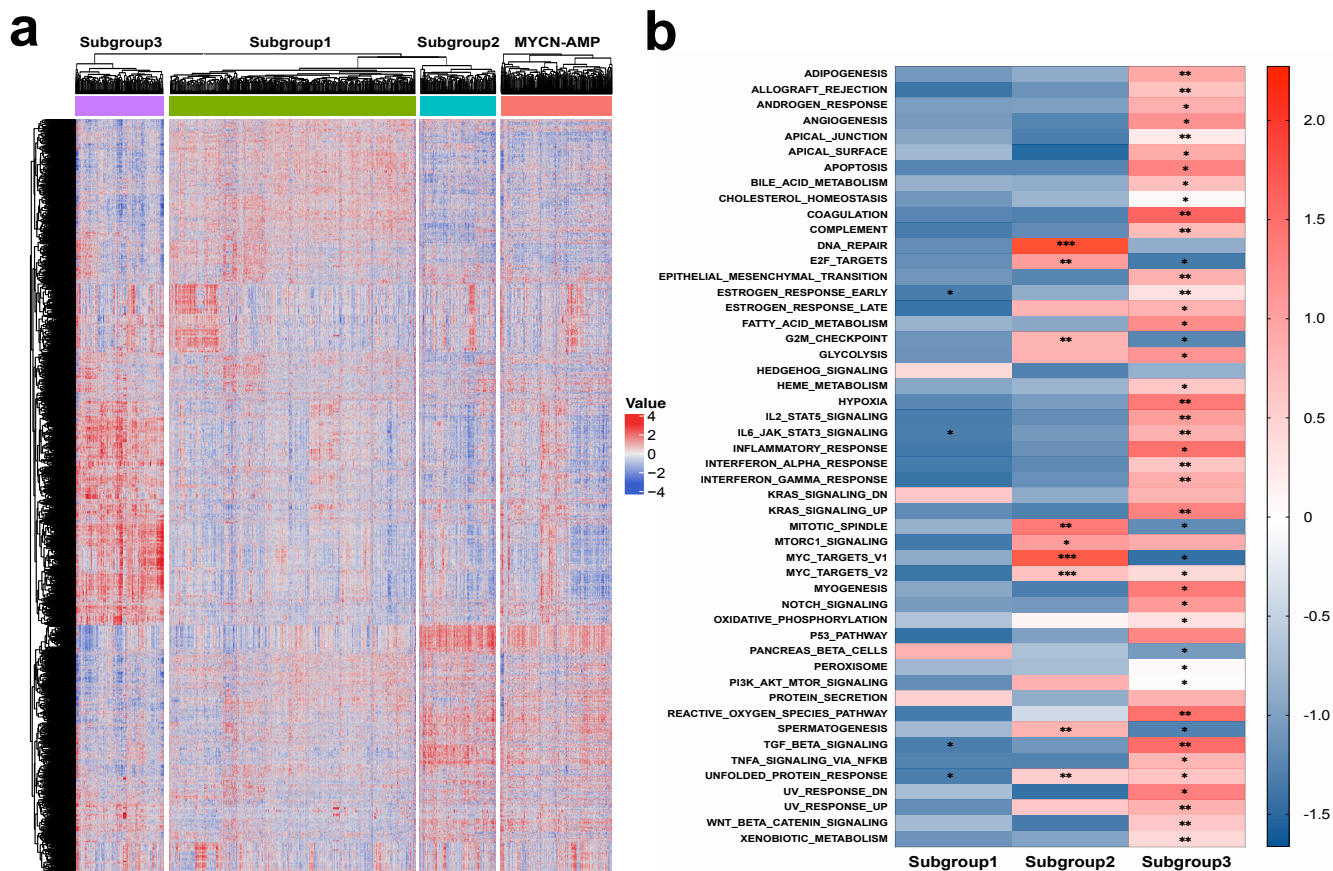 a
Subgroup3
Subgroup1
Subgroup2
MYCN-AMP
Value
4
2
0
−2
−4
b
ADIPOGENESIS **
ALLOGRAFT_REJECTION **
ANDROGEN_RESPONSE *
ANGIOGENESIS *
APICAL_JUNCTION **
APICAL_SURFACE *
APOPTOSIS *
BILE_ACID_METABOLISM *
CHOLESTEROL_HOMEOSTASIS *
COAGULATION **
COMPLEMENT **
DNA_REPAIR ***
E2F_TARGETS ** *
EPITHELIAL_MESENCHYMAL_TRANSITION **
ESTROGEN_RESPONSE_EARLY * **
ESTROGEN_RESPONSE_LATE *
FATTY_ACID_METABOLISM *
G2M_CHECKPOINT ** *
GLYCOLYSIS *
HEDGEHOG_SIGNALING
HEME_METABOLISM *
HYPOXIA **
IL2_STAT5_SIGNALING **
IL6_JAK_STAT3_SIGNALING * **
INFLAMMATORY_RESPONSE *
INTERFERON_ALPHA_RESPONSE **
INTERFERON_GAMMA_RESPONSE **
KRAS_SIGNALING_DN
KRAS_SIGNALING_UP **
MITOTIC_SPINDLE ** *
MTORC1_SIGNALING *
MYC_TARGETS_V1 *** *
MYC_TARGETS_V2 *** *
MYOGENESIS *
NOTCH_SIGNALING *
OXIDATIVE_PHOSPHORYLATION *
P53_PATHWAY
PANCREAS_BETA_CELLS *
PEROXISOME *
PI3K_AKT_MTOR_SIGNALING *
PROTEIN_SECRETION
REACTIVE_OXYGEN_SPECIES_PATHWAY **
SPERMATOGENESIS ** *
TGF_BETA_SIGNALING * **
TNFA_SIGNALING_VIA_NFKB *
UNFOLDED_PROTEIN_RESPONSE * ** *
UV_RESPONSE_DN *
UV_RESPONSE_UP **
WNT_BETA_CATENIN_SIGNALING **
XENOBIOTIC_METABOLISM **
Subgroup1
Subgroup2
Subgroup3
2.0
1.5
1.0
0.5
0
-0.5
-1.0
-1.5